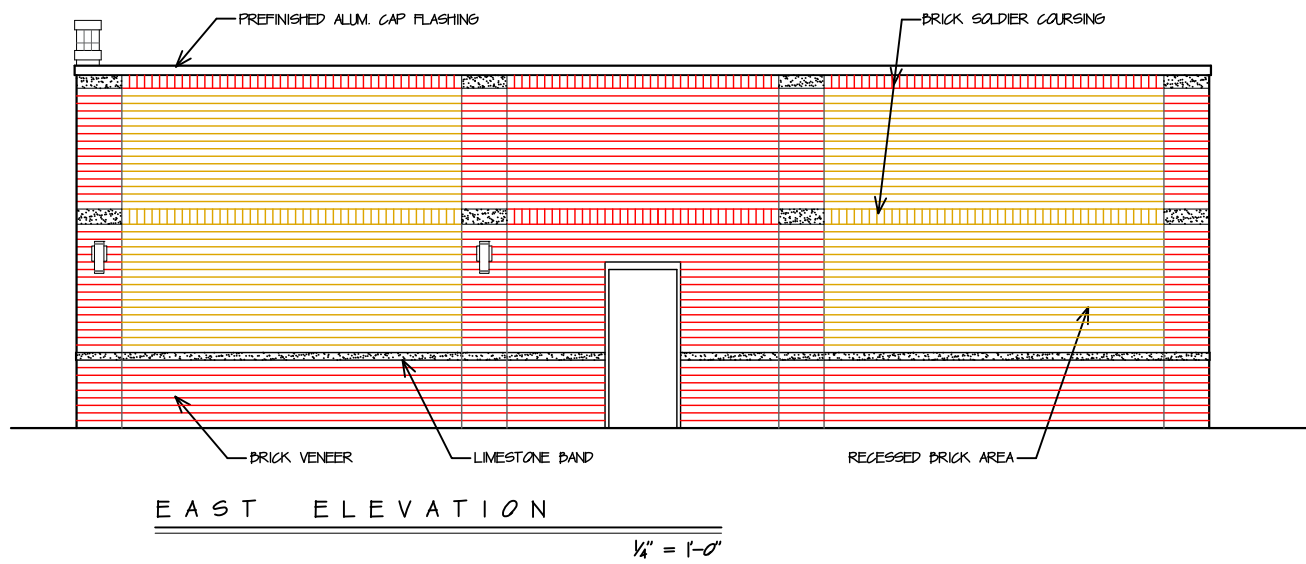 PREFINISHED ALUM. CAP FLASHING
BRICK SOLDIER COURSING
BRICK VENEER
LIMESTONE BAND
RECESSED BRICK AREA
EAST ELEVATION
1/4" = 1'-0"